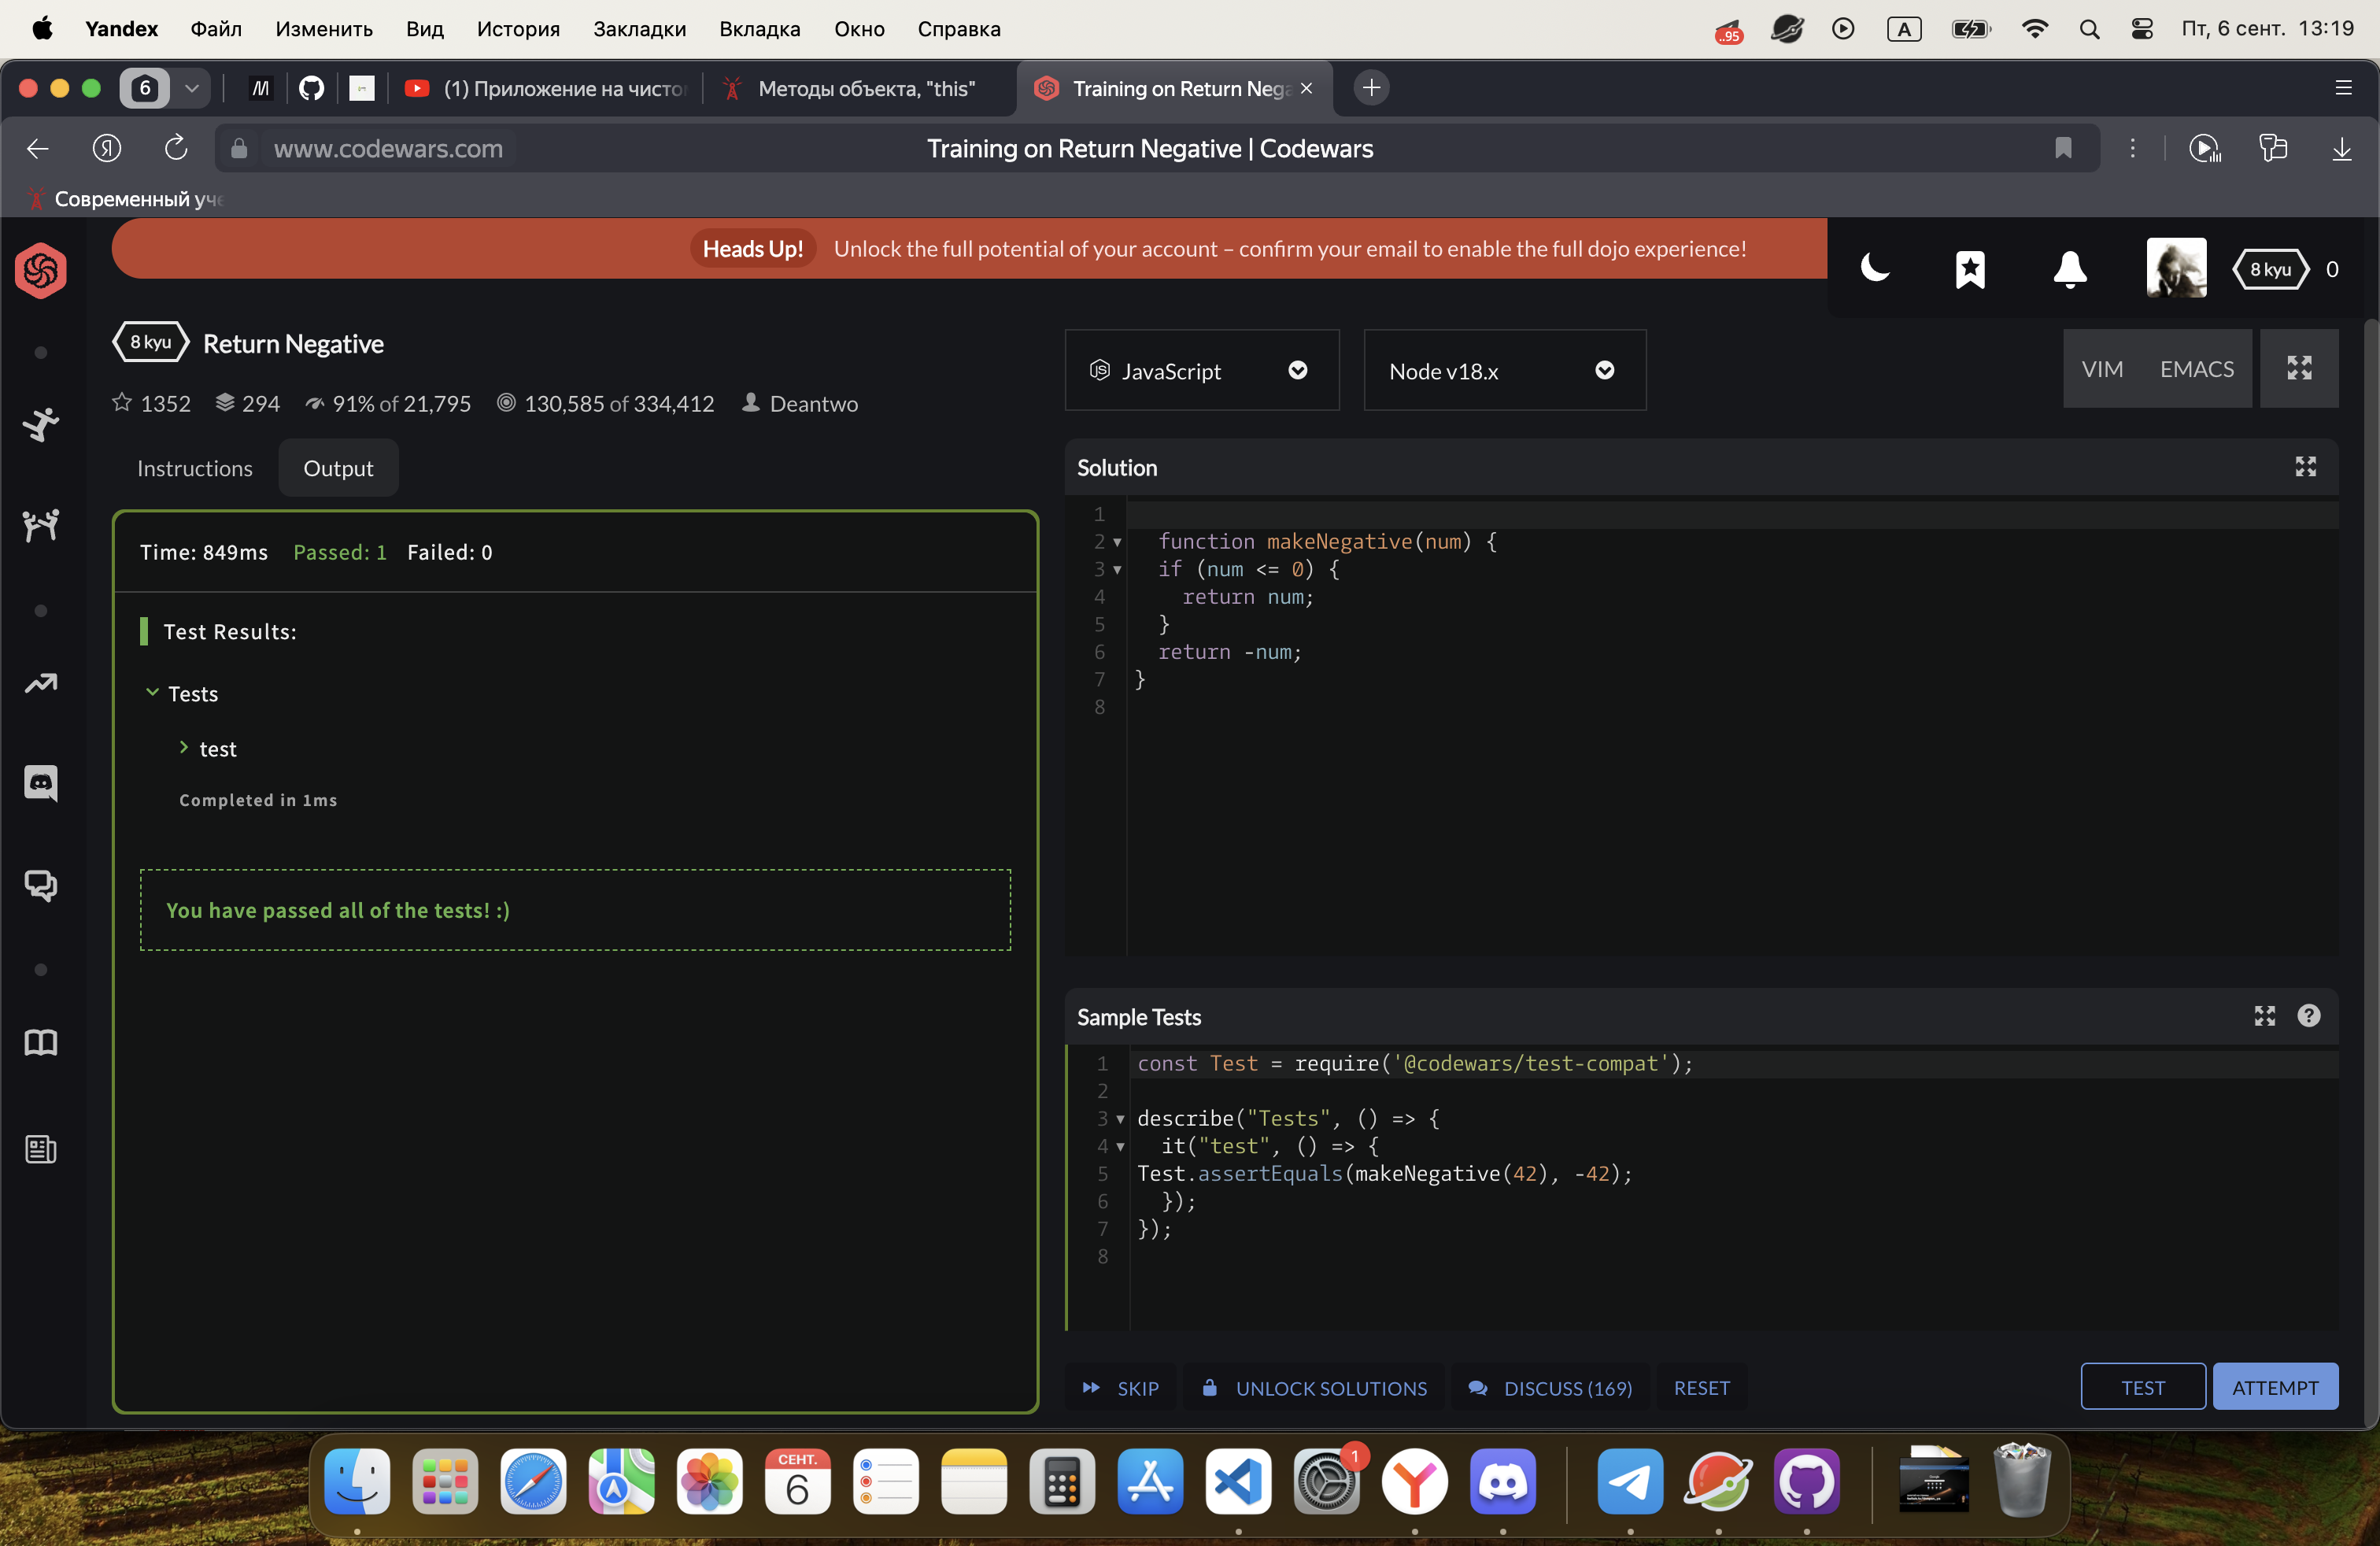 Yandex Файл Изменить Вид История Закладки Вкладка Окно Справка ..95 A Пт, 6 сент. 13:19
6 (1) Приложение на чисто Методы объекта, "this" Training on Return Nega
www.codewars.com Training on Return Negative | Codewars
Современный уче
Heads Up! Unlock the full potential of your account – confirm your email to enable the full dojo experience!
8 kyu 0
8 kyu Return Negative
1352 294 91% of 21,795 130,585 of 334,412 Deantwo
JavaScript Node v18.x VIM EMACS
Instructions Output
Time: 849ms Passed: 1 Failed: 0
Test Results:
Tests
test
Completed in 1ms
You have passed all of the tests! :)
Solution
1
2 function makeNegative(num) {
3 if (num <= 0) {
4 return num;
5 }
6 return -num;
7 }
8
Sample Tests
1 const Test = require('@codewars/test-compat');
2
3 describe("Tests", () => {
4 it("test", () => {
5 Test.assertEquals(makeNegative(42), -42);
6 });
7 });
8
SKIP UNLOCK SOLUTIONS DISCUSS (169) RESET TEST ATTEMPT
СЕНТ.
6
1